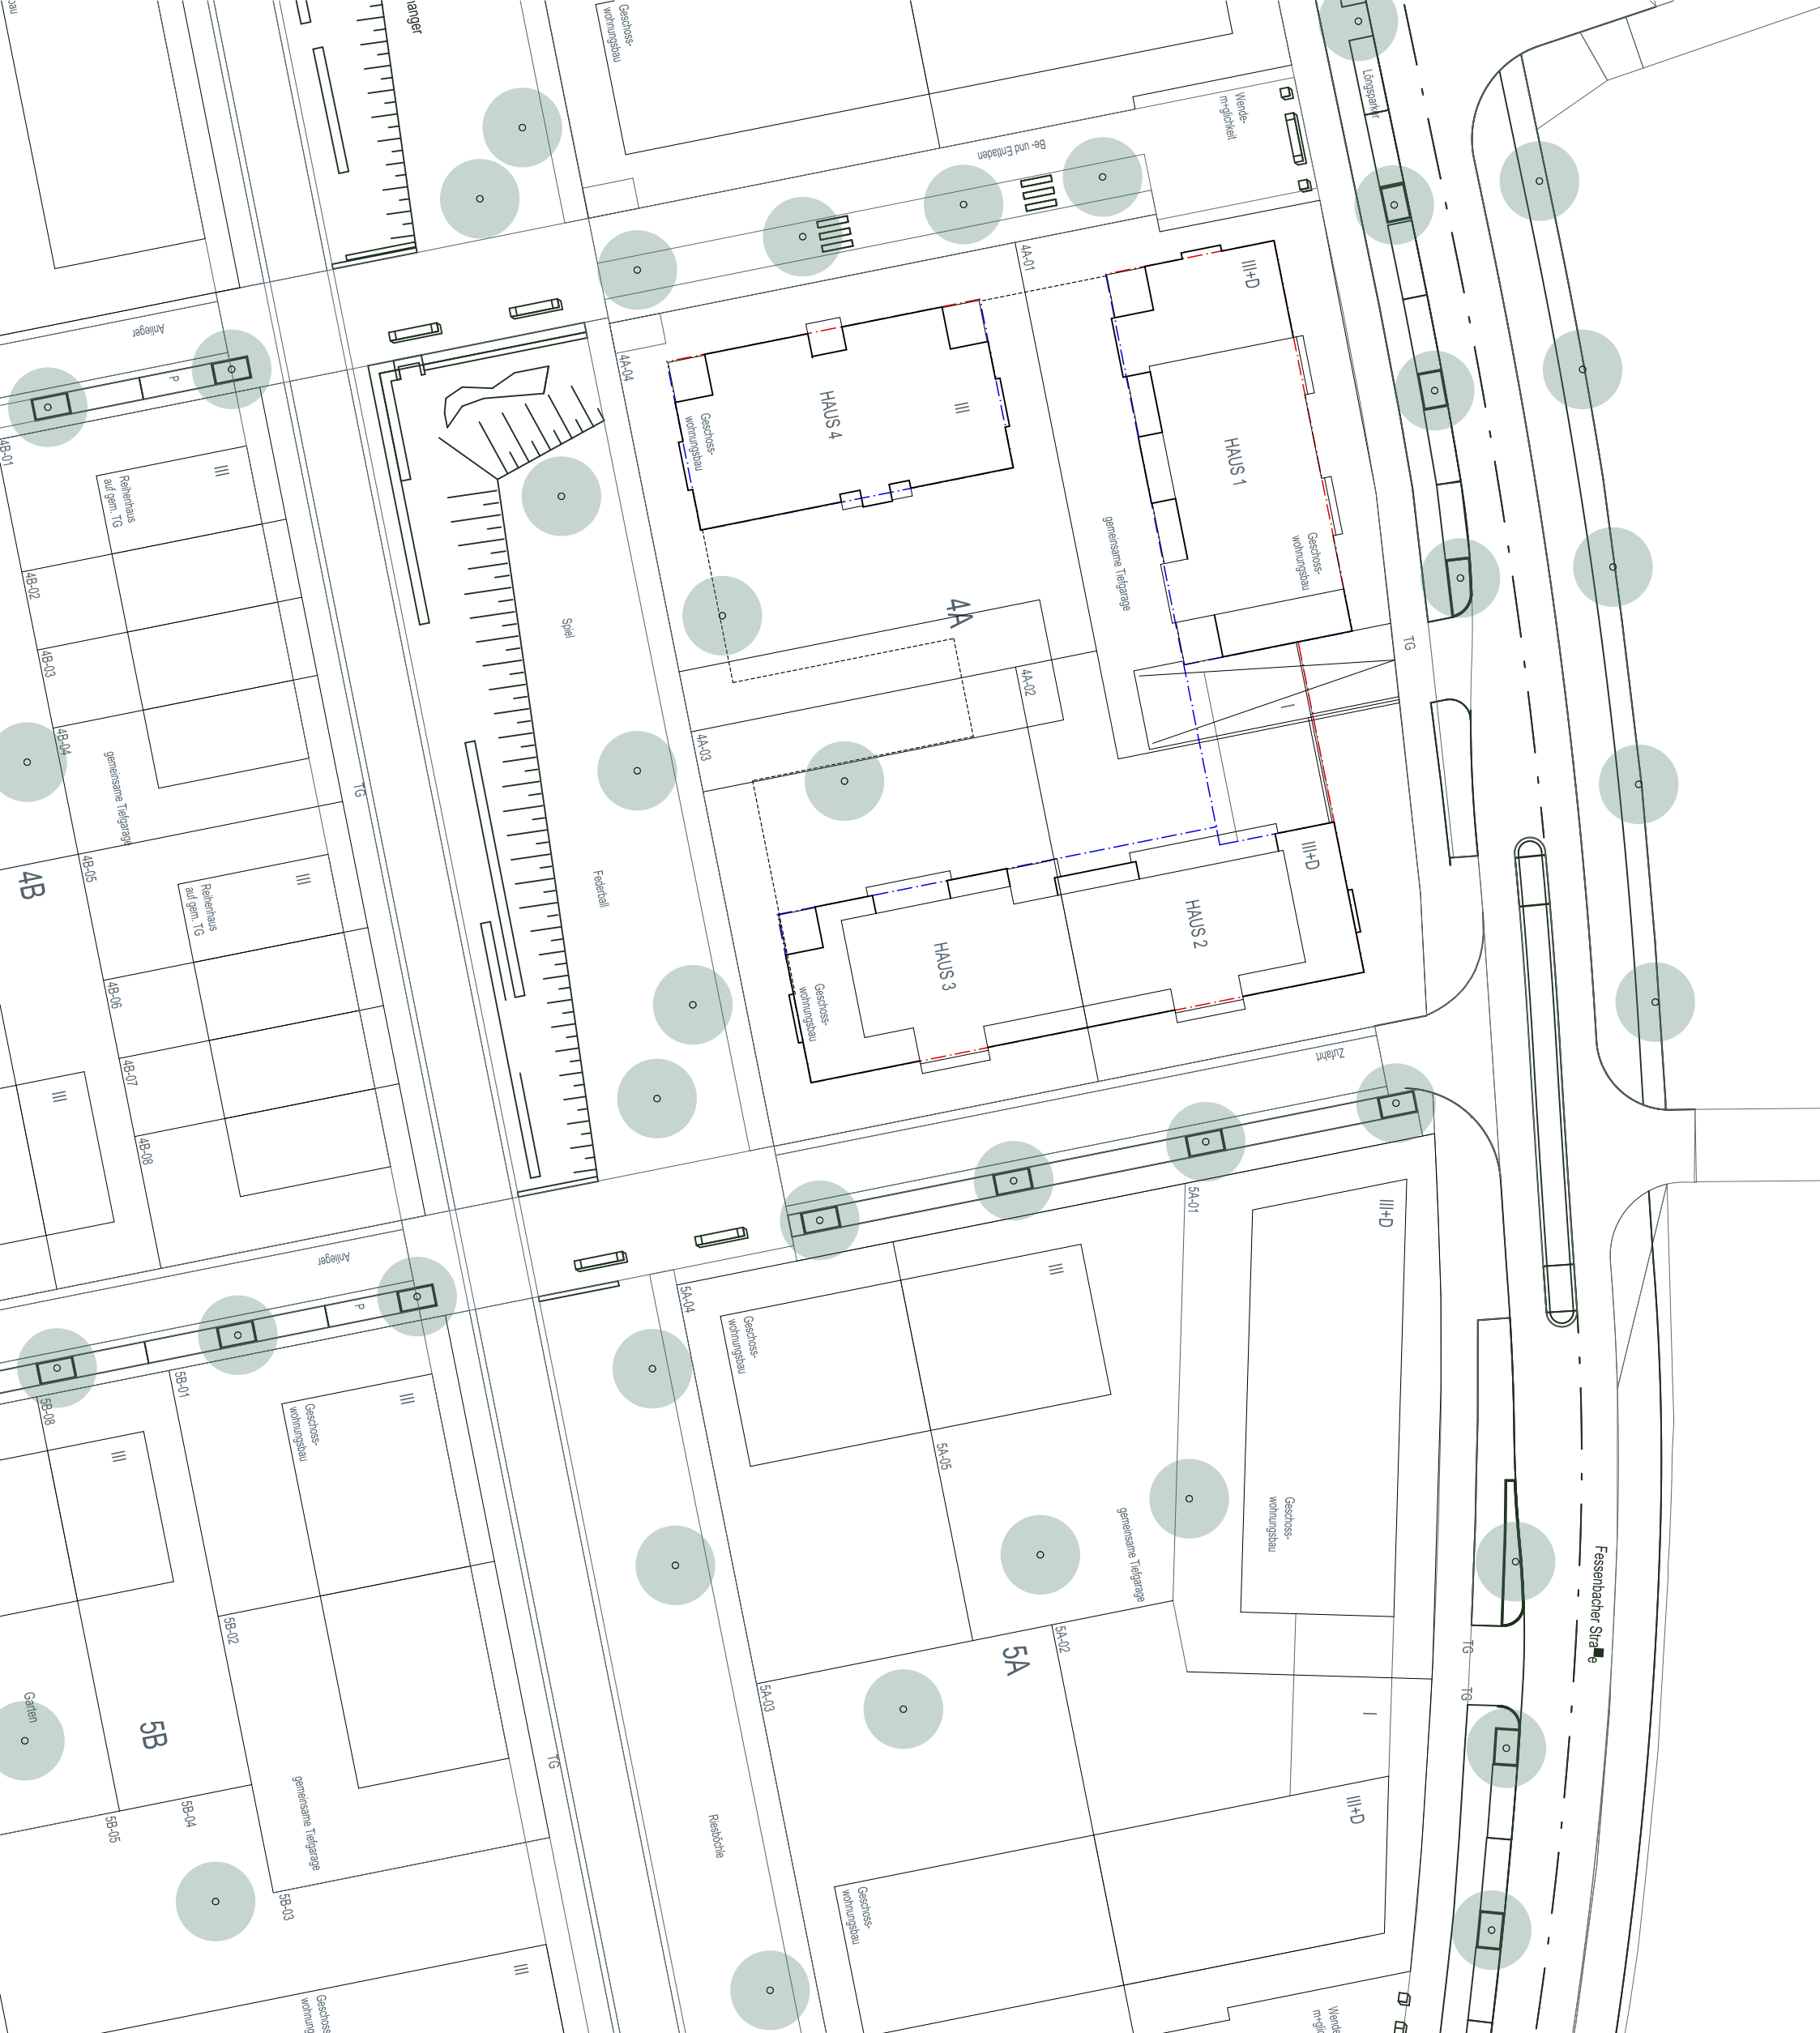 Geschoss-
wohnungsbau
Längsparker
Wende-
m+glichkeit
Be- und Entladen
4A-01
III+D
Anlieger
P
4A-04
HAUS 4
III
Geschoss-
wohnungsbau
HAUS 1
4B-01
III
Reihenhaus
auf gem. TG
gemeinsame Tiefgarage
Geschoss-
wohnungsbau
4B-02
4A
Spiel
TG
4B-03
4A-02
4B-04
4A-03
I
gemeinsame Tiefgarage
TG
4B-05
4B
III
Reihenhaus
auf gem. TG
Federball
III+D
HAUS 2
HAUS 3
4B-06
Geschoss-
wohnungsbau
4B-07
Zufahrt
III
4B-08
5A-01
III+D
Anlieger
P
III
5A-04
Geschoss-
wohnungsbau
5B-01
5B-08
III
Geschoss-
wohnungsbau
III
5A-05
Geschoss-
wohnungsbau
gemeinsame Tiefgarage
Fessenbacher Stra■e
5B-02
5A-02
5A
TG
5A-03
TG
Garten
5B
I
TG
gemeinsame Tiefgarage
5B-04
5B-05
Riesböchle
III+D
5B-03
Geschoss-
wohnungsbau
III